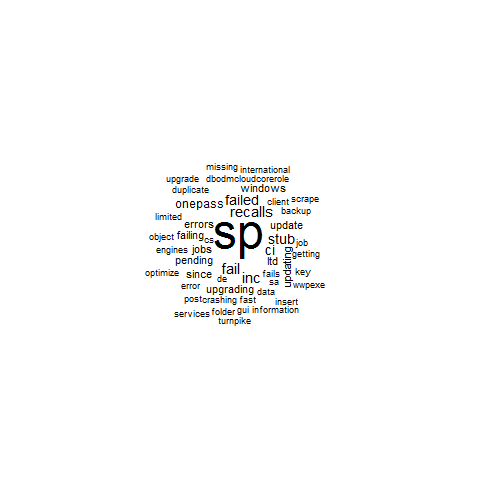 missing international
upgrade dbodmcloudcorerole
duplicate windows
onepass failed client scrape
limited recalls backup
errors sp update
object failing cs stub job
engines jobs ci getting
pending fail ltd updating
optimize since de inc fails key
error upgrading sa wwpexe
data
post crashing fast insert
services folder gui information
turnpike